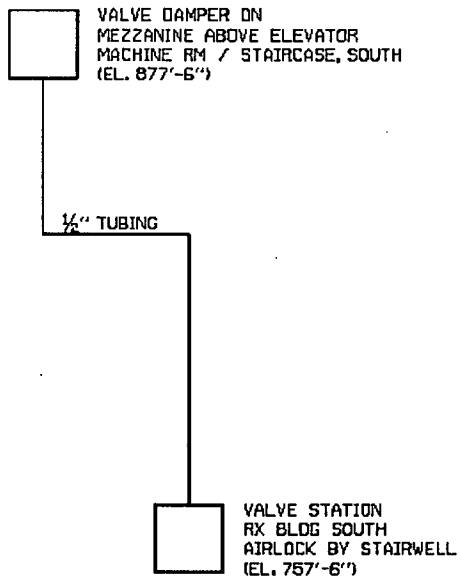 VALVE DAMPER ON
MEZZANINE ABOVE ELEVATOR
MACHINE RM / STAIRCASE, SOUTH
(EL. 877'-6")
½" TUBING
VALVE STATION
RX BLDG SOUTH
AIRLOCK BY STAIRWELL
(EL. 757'-6")